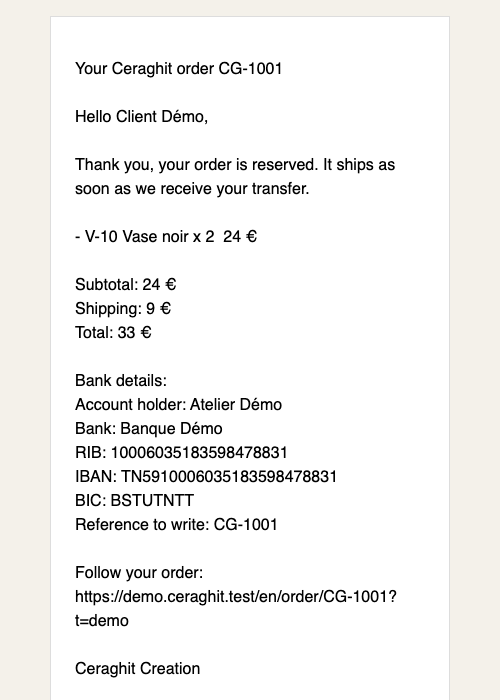 Your Ceraghit order CG-1001
Hello Client Démo,
Thank you, your order is reserved. It ships as
soon as we receive your transfer.
- V-10 Vase noir x 2  24 €
Subtotal: 24 €
Shipping: 9 €
Total: 33 €
Bank details:
Account holder: Atelier Démo
Bank: Banque Démo
RIB: 10006035183598478831
IBAN: TN5910006035183598478831
BIC: BSTUTNTT
Reference to write: CG-1001
Follow your order:
https://demo.ceraghit.test/en/order/CG-1001?
t=demo
Ceraghit Creation